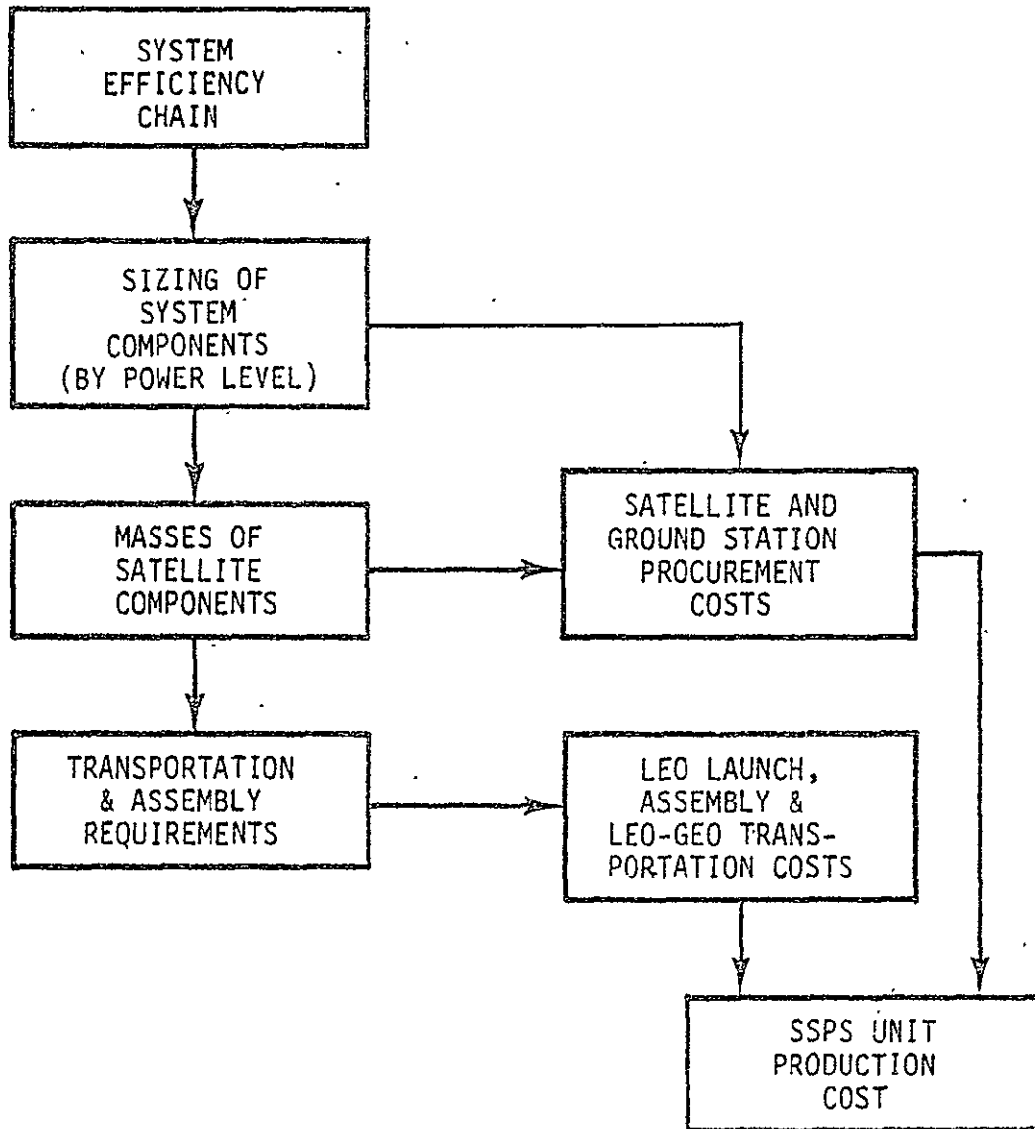 SYSTEM
EFFICIENCY
CHAIN
SIZING OF
SYSTEM
COMPONENTS
(BY POWER LEVEL)
MASSES OF
SATELLITE
COMPONENTS
SATELLITE AND
GROUND STATION
PROCUREMENT
COSTS
TRANSPORTATION
& ASSEMBLY
REQUIREMENTS
LEO LAUNCH,
ASSEMBLY &
LEO-GEO TRANS-
PORTATION COSTS
SSPS UNIT
PRODUCTION
COST